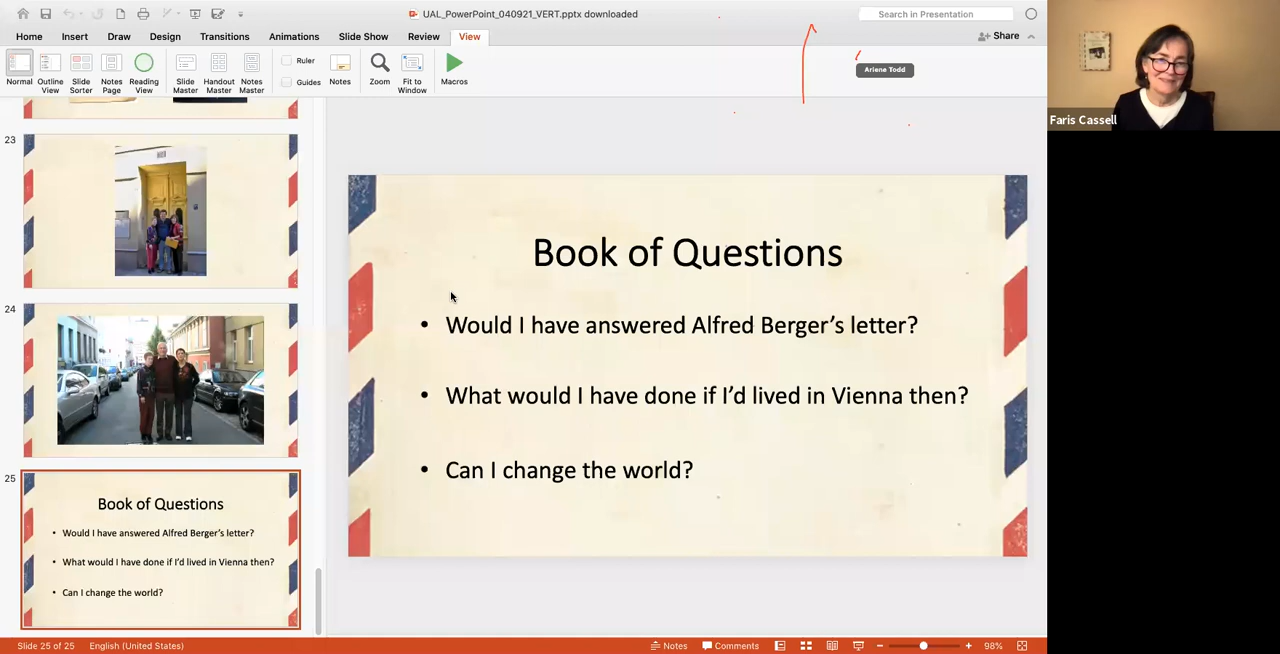 UAL_PowerPoint_040921_VERT.pptx downloaded
Search in Presentation
Home Insert Draw Design Transitions Animations Slide Show Review View
Share
Normal
Outline View
Slide Sorter
Notes Page
Reading View
Slide Master
Handout Master
Notes Master
Ruler
Guides
Notes
Zoom
Fit to Window
Macros
Arlene Todd
Faris Cassell
23
24
25
Book of Questions
• Would I have answered Alfred Berger’s letter?
• What would I have done if I’d lived in Vienna then?
• Can I change the world?
Book of Questions
• Would I have answered Alfred Berger’s letter?
• What would I have done if I’d lived in Vienna then?
• Can I change the world?
Slide 25 of 25 English (United States) Notes Comments 98%